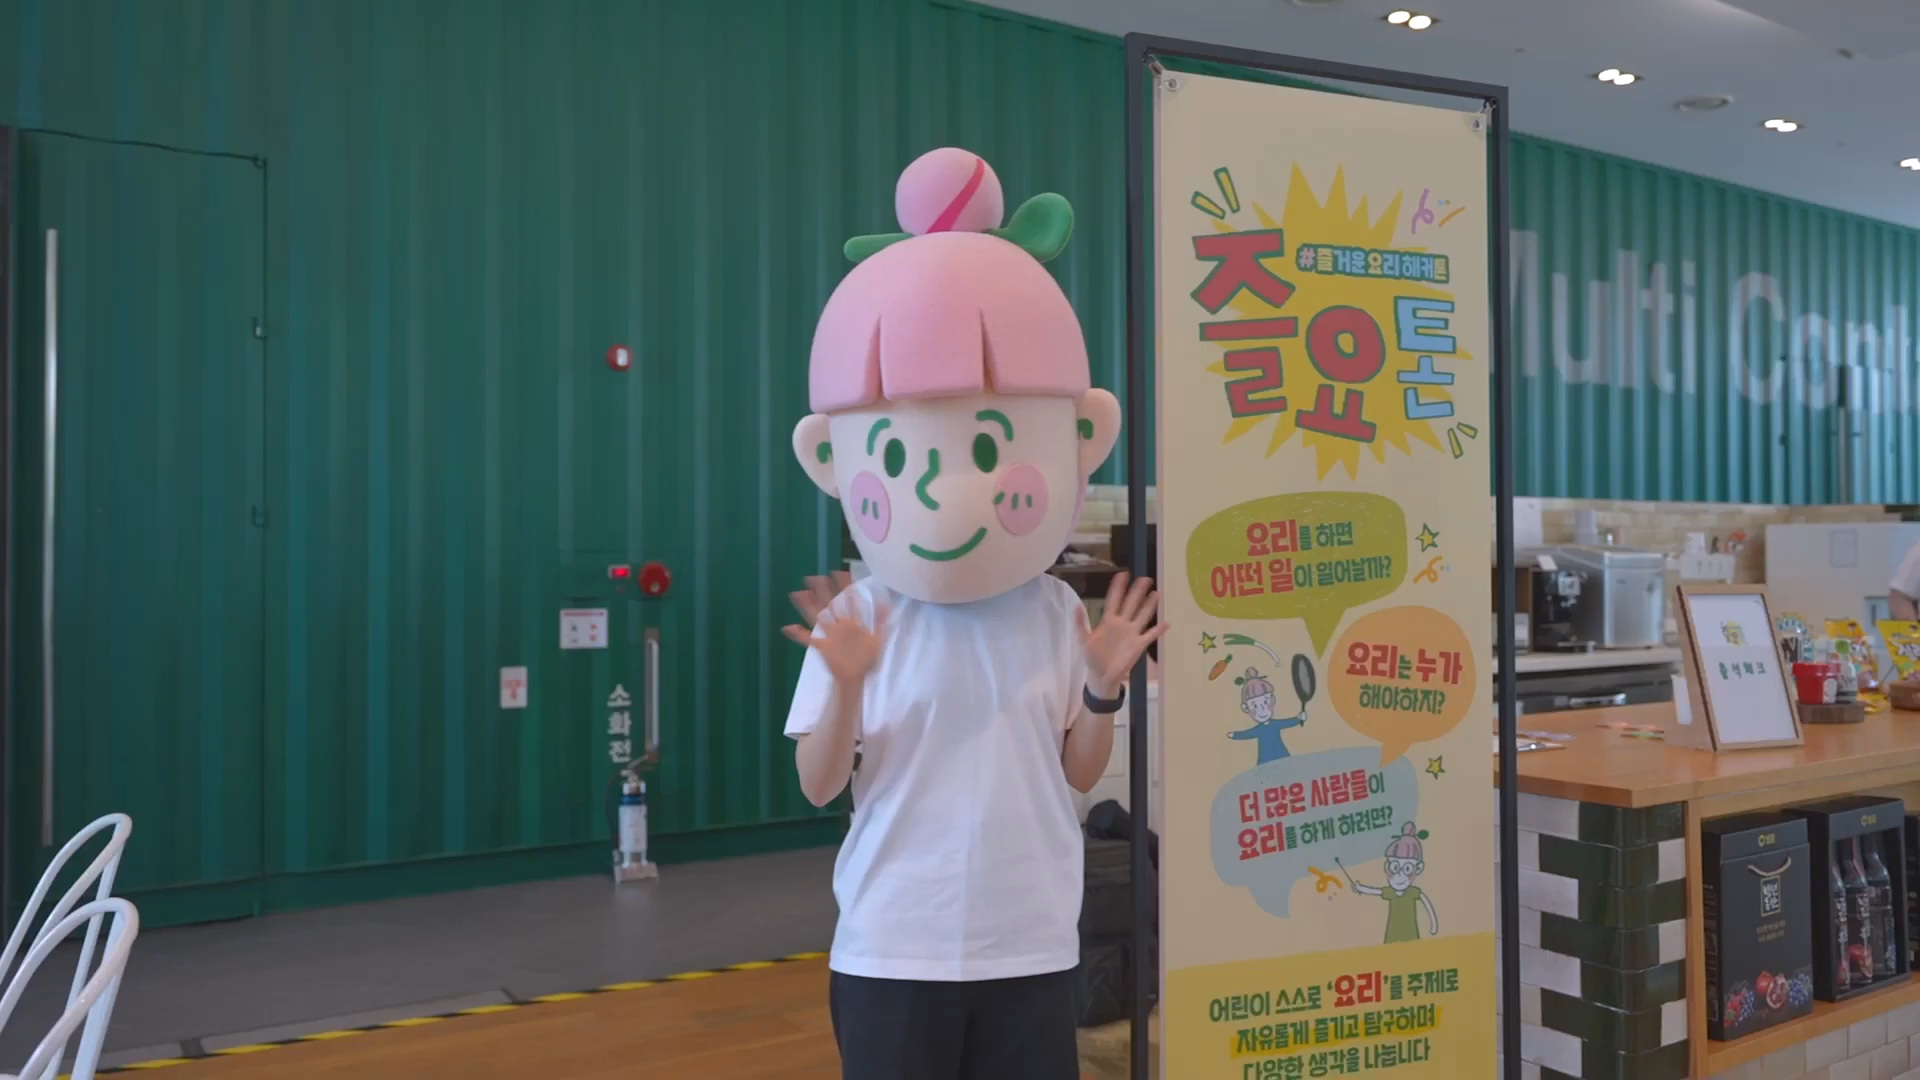 #즐거운요리해커톤
즐요톤
요리를 하면
어떤 일이 일어날까?
요리는 누가
해야하지?
더 많은 사람들이
요리를 하게 하려면?
어린이 스스로 '요리'를 주제로
자유롭게 즐기고 탐구하며
다양한 생각을 나눕니다
Multi Cont
소화전
출석체크